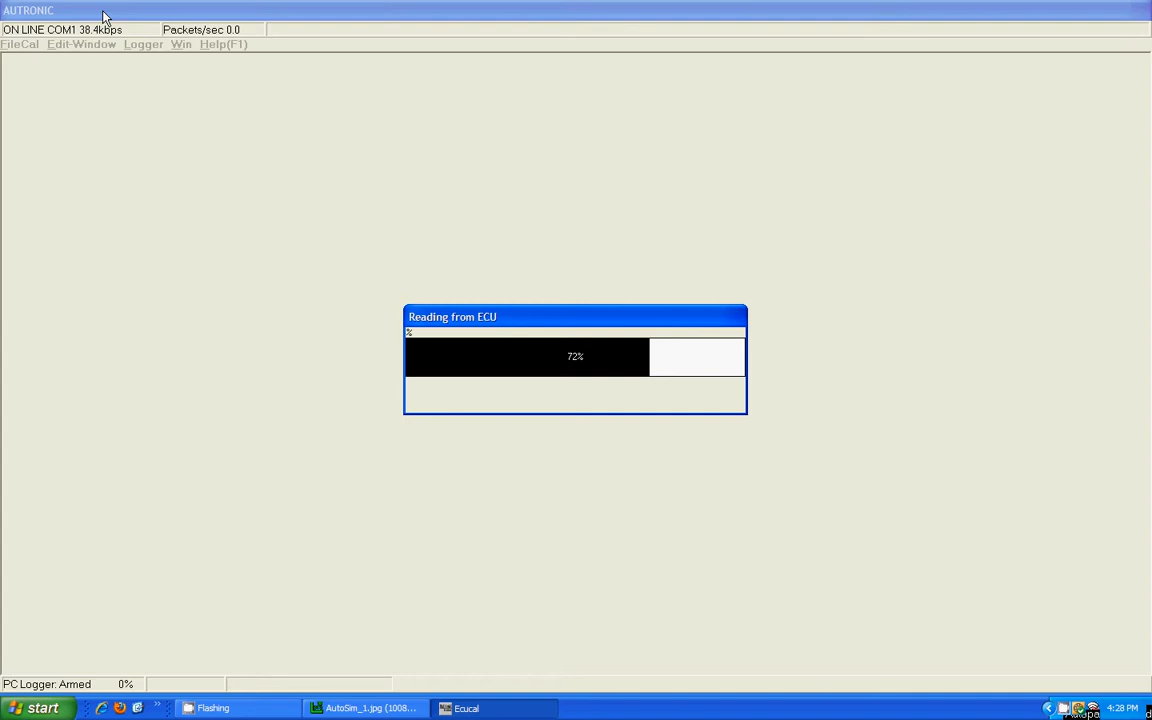 AUTRONIC
ON LINE COM1 38.4kbps Packets/sec 0.0
FileCal Edit-Window Logger Win Help(F1)
Reading from ECU
%
72%
PC Logger: Armed 0%
start » Flashing AutoSim_1.jpg (1008... Ecucal 4:28 PM